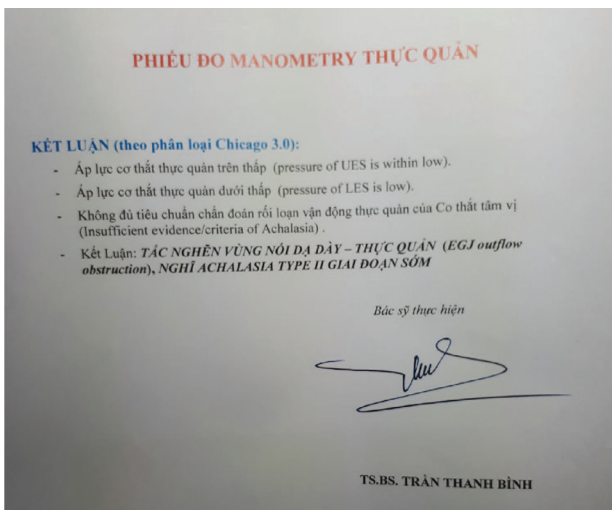 PHIẾU ĐO MANOMETRY THỰC QUẢN
KẾT LUẬN (theo phân loại Chicago 3.0):
- Áp lực cơ thắt thực quản trên thấp (pressure of UES is within low).
- Áp lực cơ thắt thực quản dưới thấp (pressure of LES is low).
- Không đủ tiêu chuẩn chẩn đoán rối loạn vận động thực quản của Co thắt tâm vị
(Insufficient evidence/criteria of Achalasia) .
- Kết Luận: TẮC NGHẼN VÙNG NỐI DẠ DÀY – THỰC QUẢN (EGJ outflow
obstruction), NGHĨ ACHALASIA TYPE II GIAI ĐOẠN SỚM
Bác sỹ thực hiện
TS.BS. TRẦN THANH BÌNH